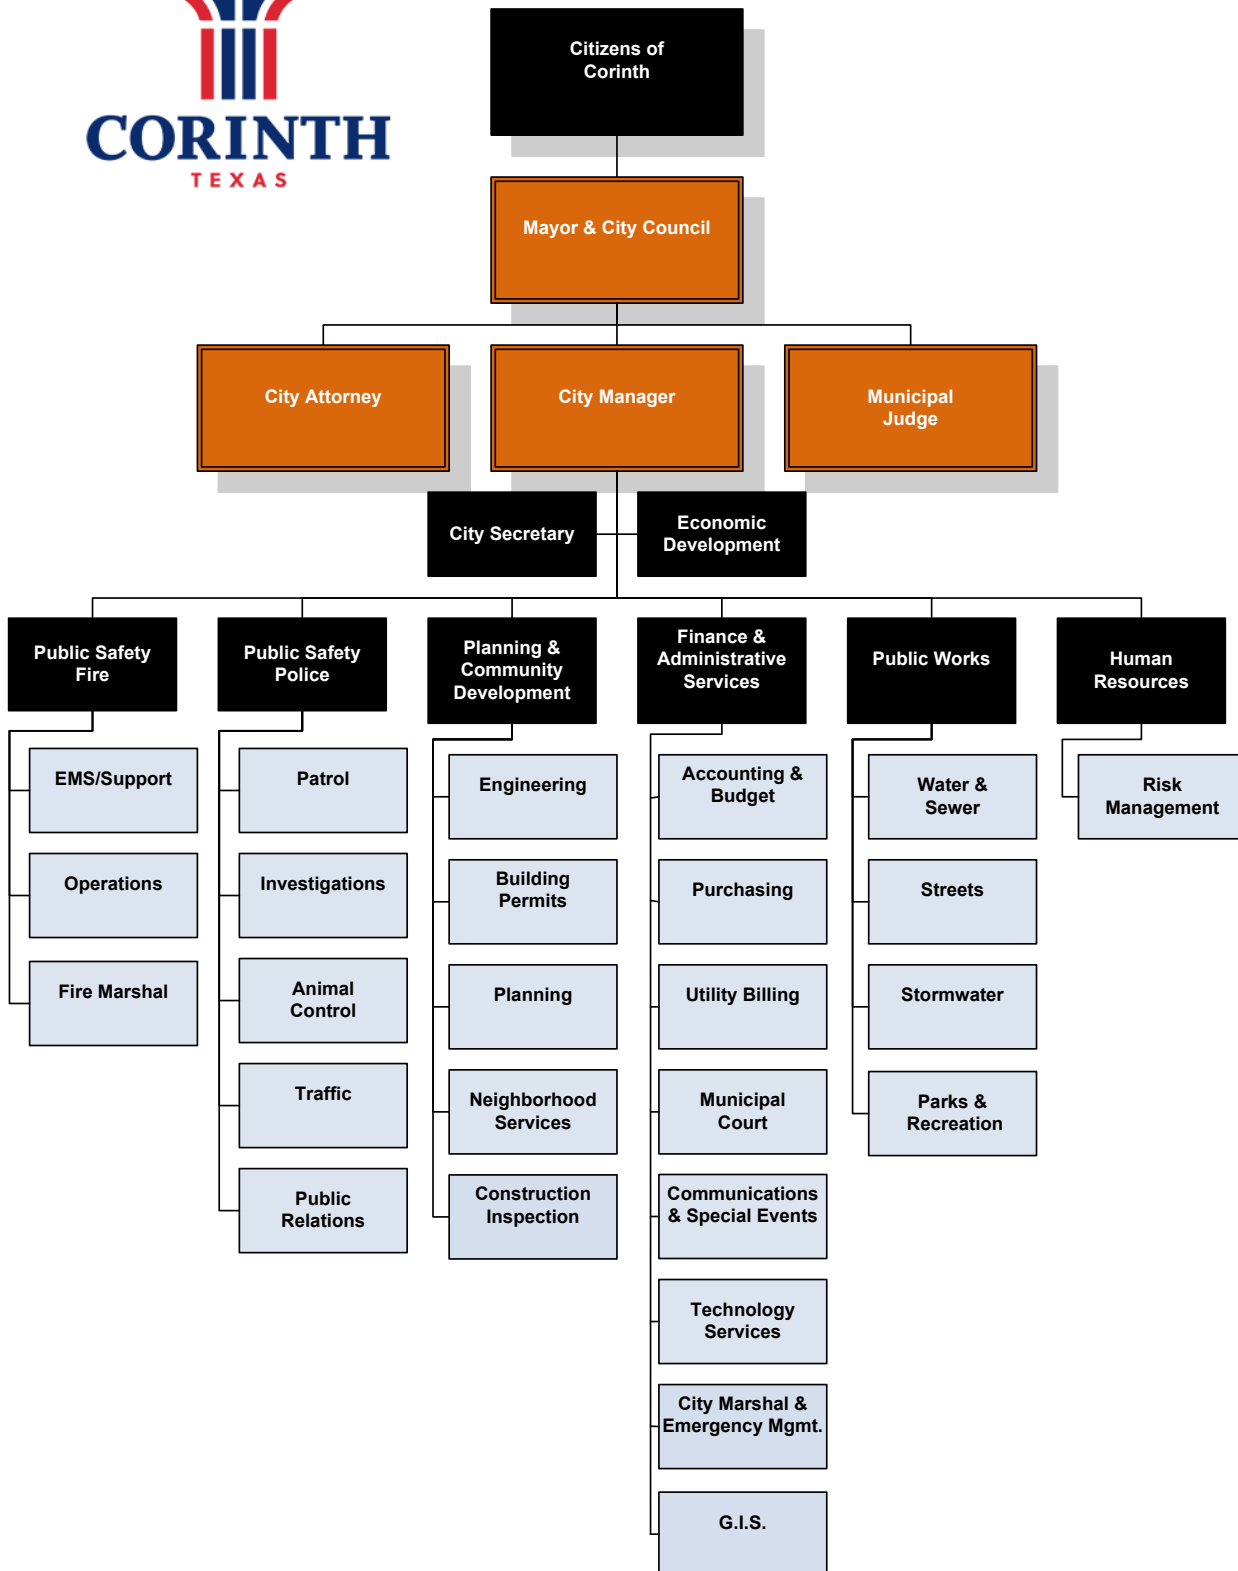 CORINTH
TEXAS
Citizens of
Corinth
Mayor & City Council
City Attorney
City Manager
Municipal
Judge
City Secretary
Economic
Development
Public Safety
Fire
Public Safety
Police
Planning &
Community
Development
Finance &
Administrative
Services
Public Works
Human
Resources
EMS/Support
Operations
Fire Marshal
Patrol
Investigations
Animal
Control
Traffic
Public
Relations
Engineering
Building
Permits
Planning
Neighborhood
Services
Construction
Inspection
Accounting &
Budget
Purchasing
Utility Billing
Municipal
Court
Communications
& Special Events
Technology
Services
City Marshal &
Emergency Mgmt.
G.I.S.
Water &
Sewer
Streets
Stormwater
Parks &
Recreation
Risk
Management